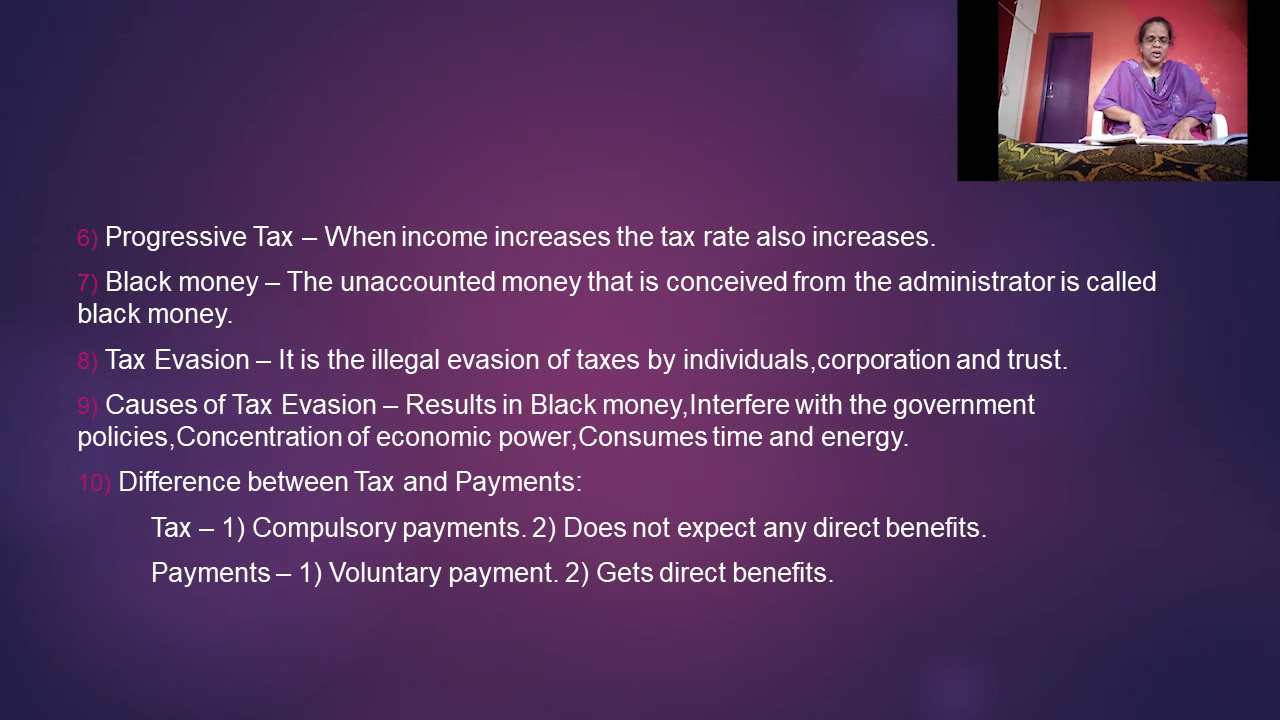 6) Progressive Tax – When income increases the tax rate also increases.
7) Black money – The unaccounted money that is conceived from the administrator is called
black money.
8) Tax Evasion – It is the illegal evasion of taxes by individuals,corporation and trust.
9) Causes of Tax Evasion – Results in Black money,Interfere with the government
policies,Concentration of economic power,Consumes time and energy.
10) Difference between Tax and Payments:
Tax – 1) Compulsory payments. 2) Does not expect any direct benefits.
Payments – 1) Voluntary payment. 2) Gets direct benefits.